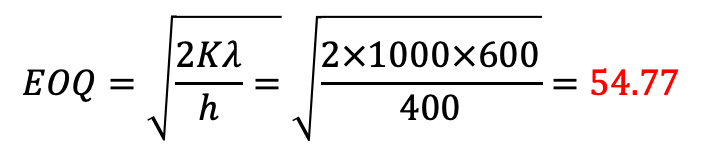 EOQ = √(2Kλ / h) = √(2×1000×600 / 400) = 54.77